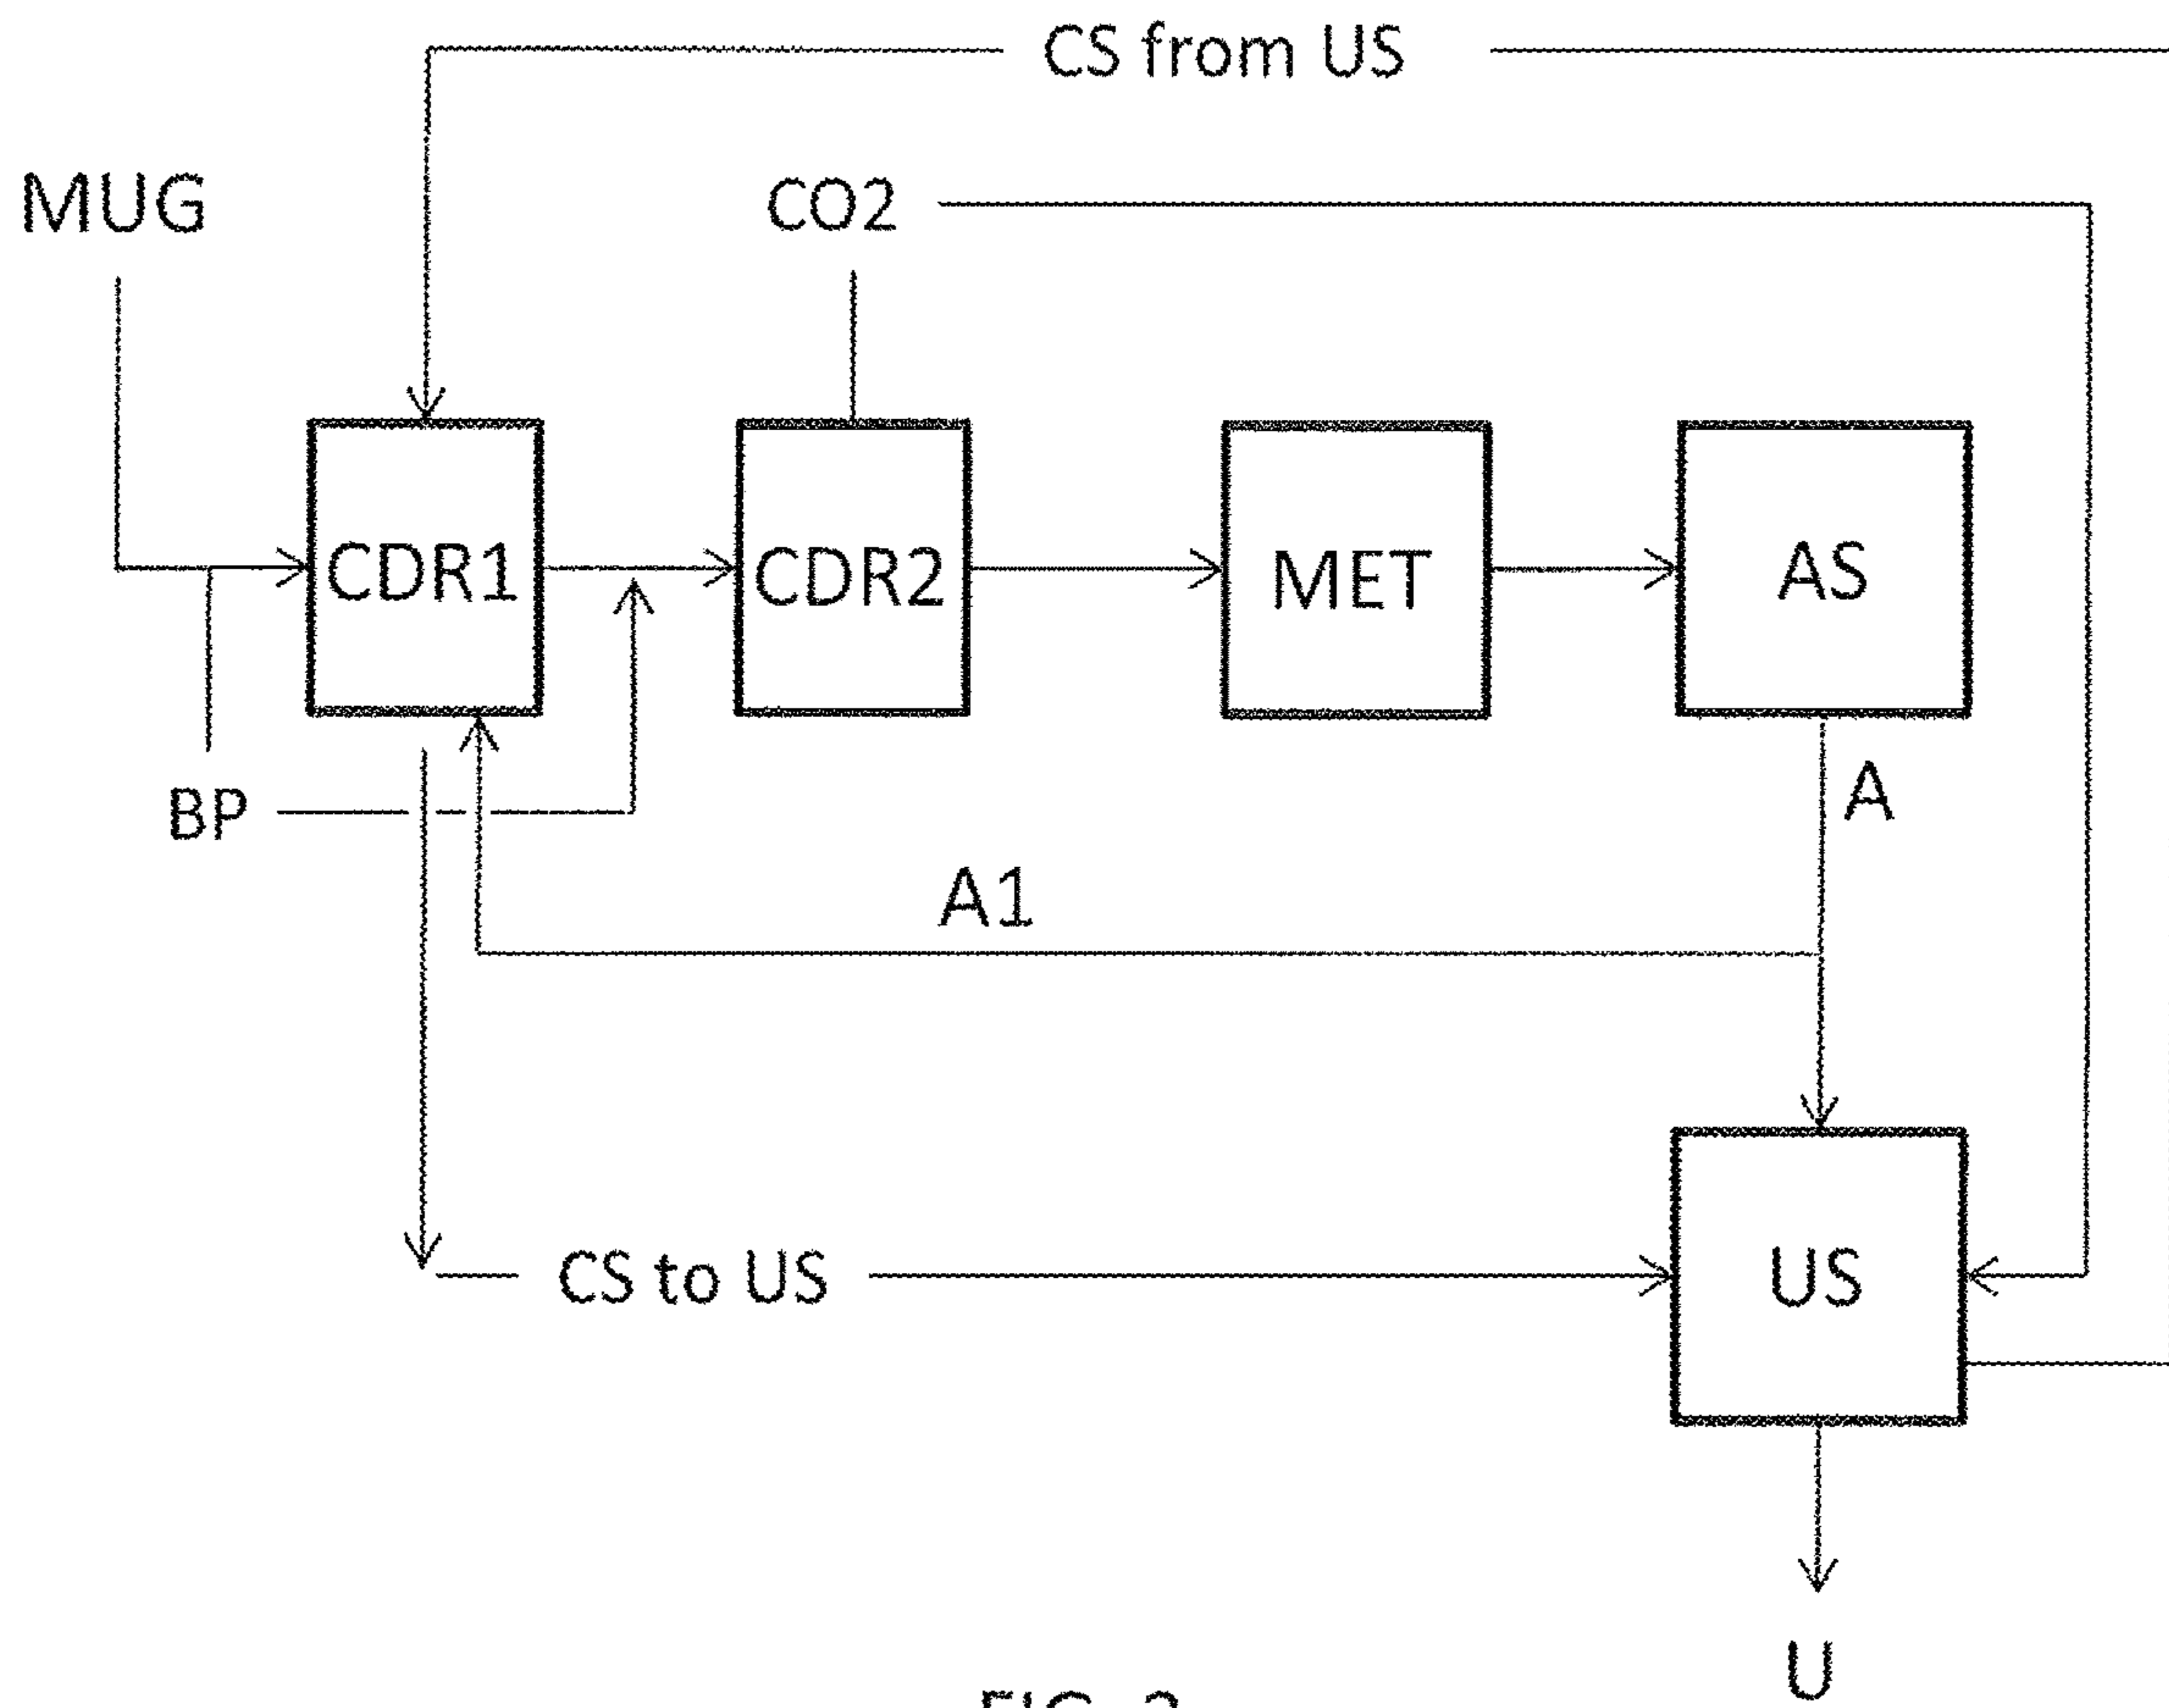 CS from US
MUG
CO2
CDR1
CDR2
MET
AS
BP
A
A1
CS to US
US
U